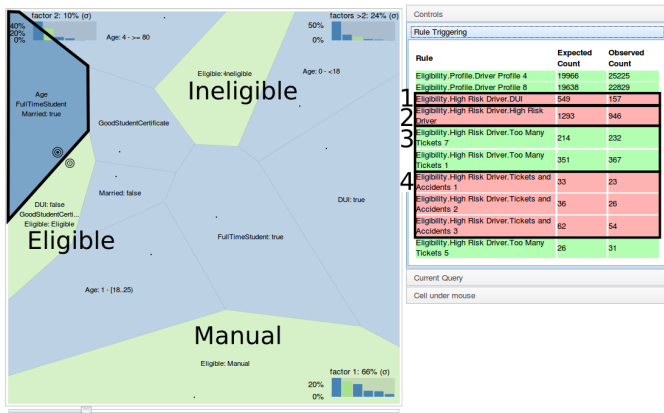 factor 2: 10% (σ)
40%
20%
0%
factors >2: 24% (σ)
50%
0%
Age: 4 - >= 80
Age: 0 - <18
Eligible: Ineligible
Ineligible
Age
FullTimeStudent
Married: true
GoodStudentCertificate
Married: false
DUI: true
DUI: false
GoodStudentCerti...
Eligible: Eligible
Eligible
FullTimeStudent: true
Age: 1 - [18..25)
Manual
Eligible: Manual
factor 1: 66% (σ)
20%
0%
Controls
Rule Triggering
Rule Expected Count Observed Count
Eligibility.Profile.Driver Profile 4 19966 25225
Eligibility.Profile.Driver Profile 8 19638 22829
1 Eligibility.High Risk Driver.DUI 549 157
2 Eligibility.High Risk Driver.High Risk 1293 946
Driver
3 Eligibility.High Risk Driver.Too Many 214 232
Tickets 7
Eligibility.High Risk Driver.Too Many 351 367
Tickets 1
4 Eligibility.High Risk Driver.Tickets and 33 23
Accidents 1
Eligibility.High Risk Driver.Tickets and 36 26
Accidents 2
Eligibility.High Risk Driver.Tickets and 62 54
Accidents 3
Eligibility.High Risk Driver.Too Many 26 31
Tickets 5
Current Query
Cell under mouse